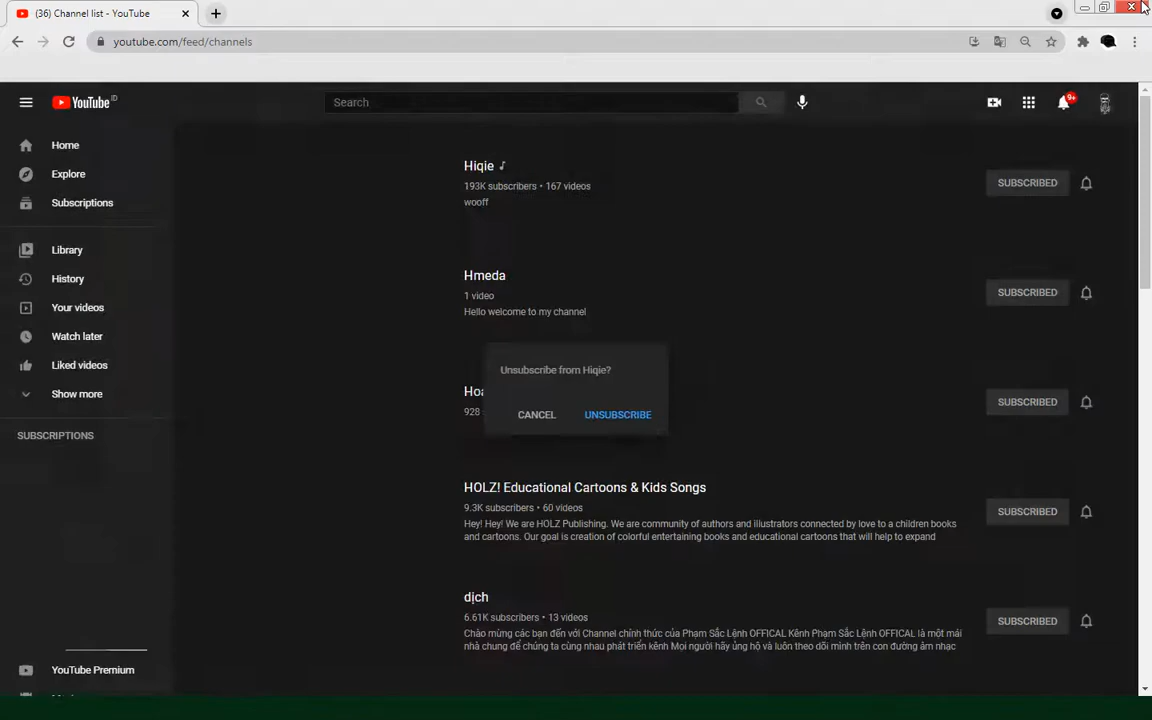 (36) Channel list - YouTube
youtube.com/feed/channels
YouTube ID
Search
9+
Home
Explore
Subscriptions
Library
History
Your videos
Watch later
Liked videos
Show more
SUBSCRIPTIONS
YouTube Premium
Hiqie
193K subscribers • 167 videos
wooff
SUBSCRIBED
Hmeda
1 video
Hello welcome to my channel
SUBSCRIBED
Unsubscribe from Hiqie?
CANCEL
UNSUBSCRIBE
928
SUBSCRIBED
HOLZ! Educational Cartoons & Kids Songs
9.3K subscribers • 60 videos
Hey! Hey! We are HOLZ Publishing. We are community of authors and illustrators connected by love to a children books
and cartoons. Our goal is creation of colorful entertaining books and educational cartoons that will help to expand
SUBSCRIBED
dịch
6.61K subscribers • 13 videos
Chào mừng các bạn đến với Channel chính thức của Phạm Sắc Lệnh OFFICAL Kênh Phạm Sắc Lệnh OFFICAL là một mái
nhà chung để chúng ta cùng nhau phát triển kênh Mọi người hãy ủng hộ và luôn theo dõi mình trên con đường âm nhạc
SUBSCRIBED